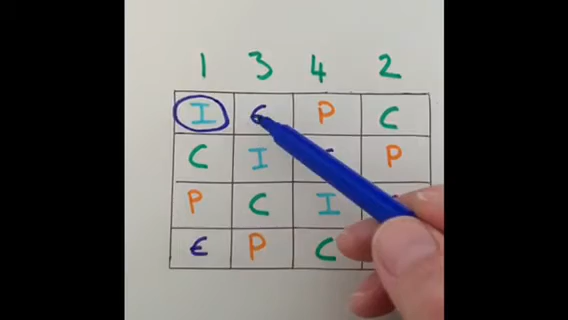 1 3 4 2
I € P C
C I P
P C I
€ P C